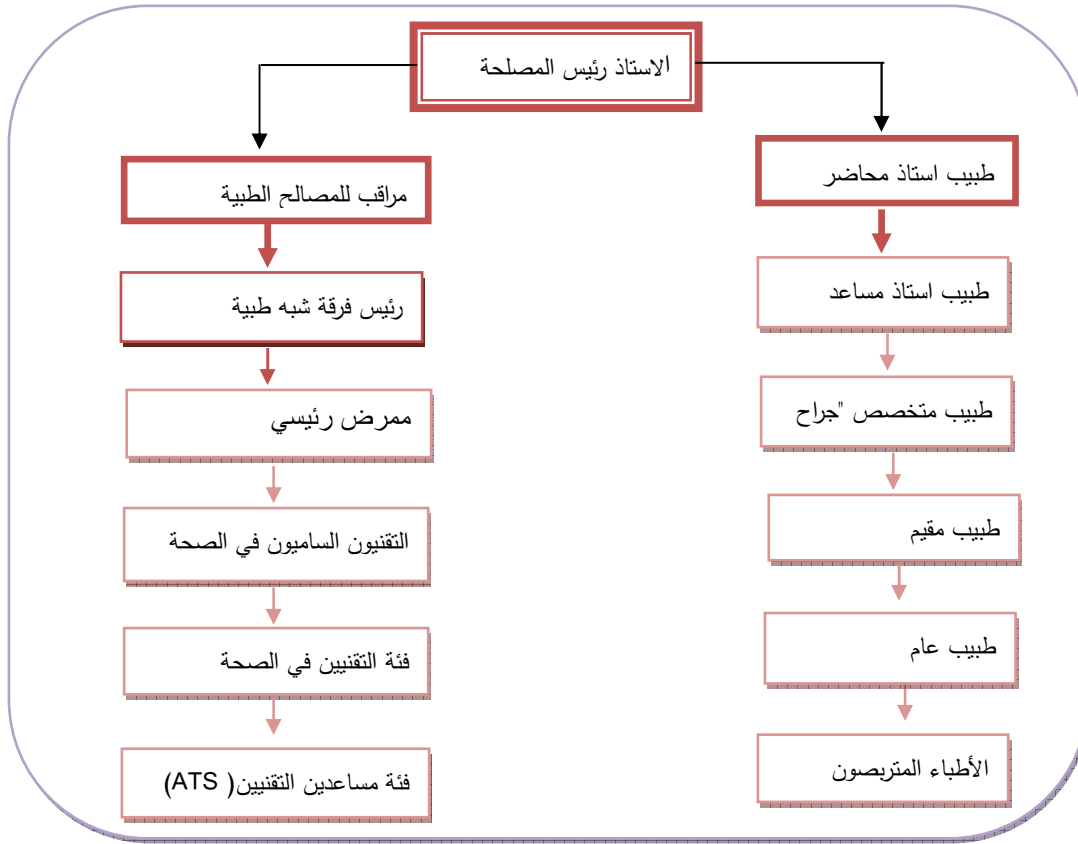 الاستاذ رئيس المصلحة
طبيب استاذ محاضر
مراقب للمصالح الطبية
طبيب استاذ مساعد
رئيس فرقة شبه طبية
طبيب متخصص "جراح
ممرض رئيسي
طبيب مقيم
التقنيون الساميون في الصحة
طبيب عام
فئة التقنيين في الصحة
الأطباء المتربصون
فئة مساعدين التقنيين( ATS)